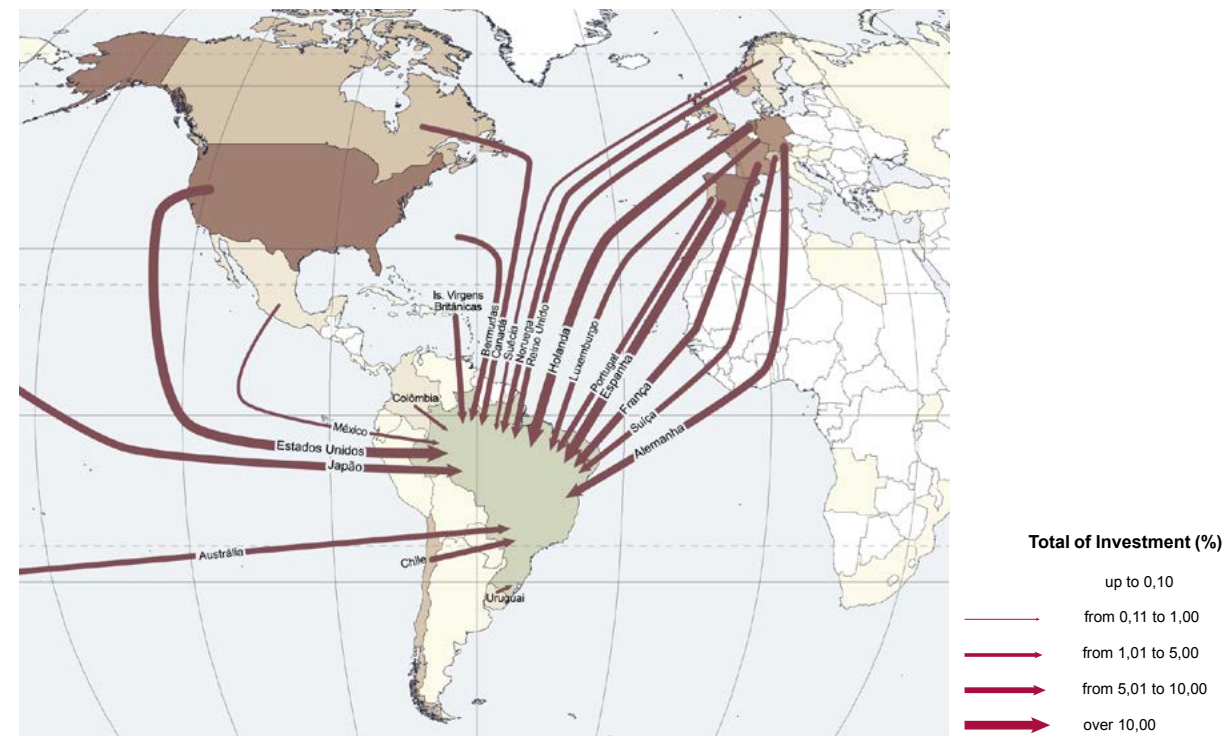 Is. Virgens
Britânicas
Bermudas
Canadá
Suécia
Noruega
Reino Unido
Holanda
Luxemburgo
Portugal
Espanha
França
Suíça
Alemanha
Colômbia
México
Estados Unidos
Japão
Austrália
Chile
Uruguai
Total of Investment (%)
up to 0,10
from 0,11 to 1,00
from 1,01 to 5,00
from 5,01 to 10,00
over 10,00